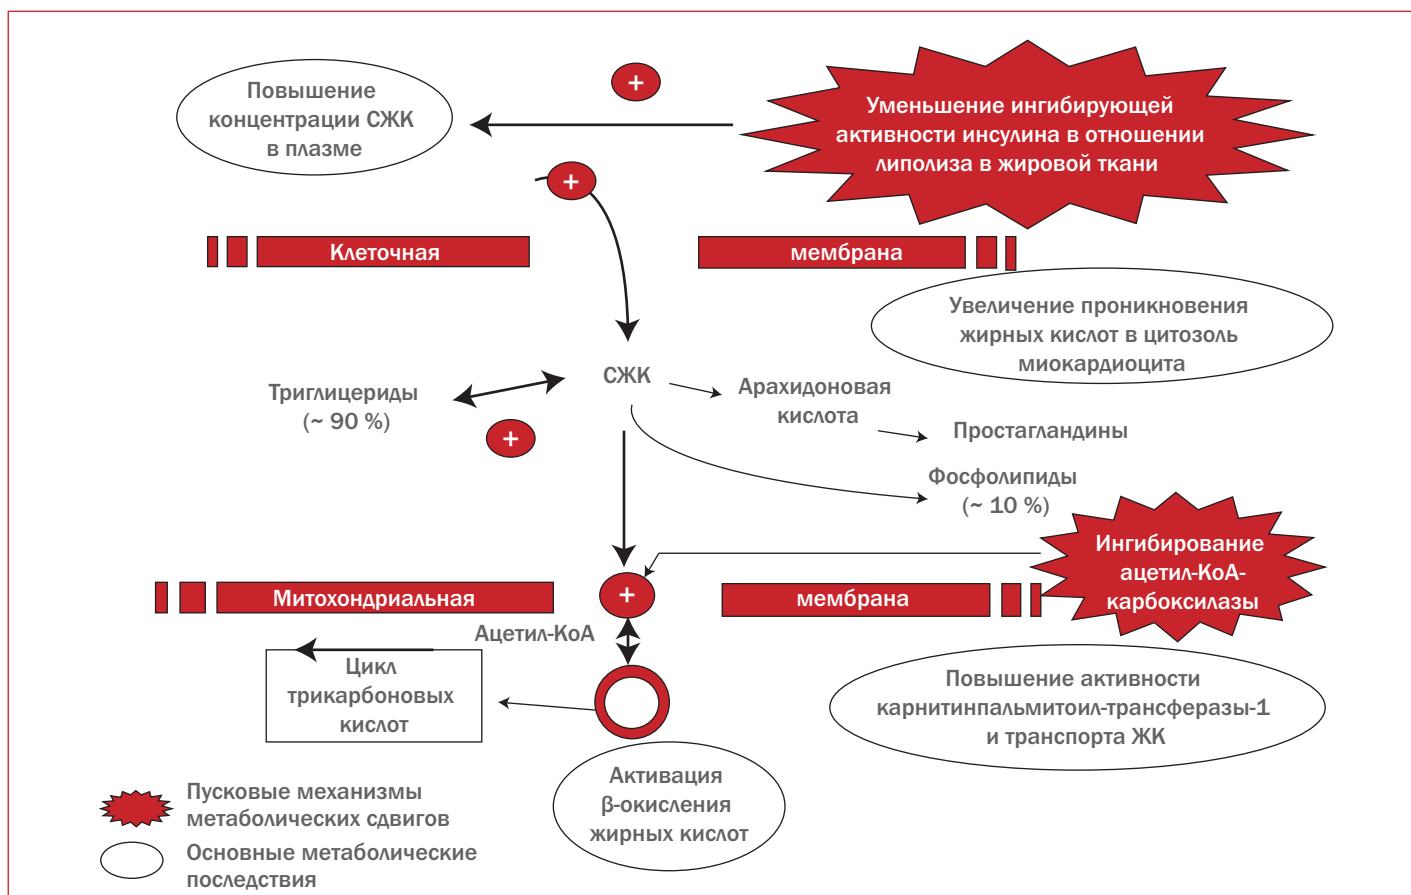 Повышение
концентрации СЖК
в плазме
+
Уменьшение ингибирующей
активности инсулина в отношении
липолиза в жировой ткани
+
Клеточная
мембрана
Увеличение проникновения
жирных кислот в цитозоль
миокардиоцита
СЖК
Триглицериды
(~ 90 %)
+
Арахидоновая
кислота
Простагландины
Фосфолипиды
(~ 10 %)
Ингибирование
ацетил-КоА-
карбоксилазы
Митохондриальная
+
мембрана
Ацетил-КоА
Цикл
трикарбоновых
кислот
Повышение активности
карнитинпальмитоил-трансферазы-1
и транспорта ЖК
Активация
β-окисления
жирных кислот
Пусковые механизмы
метаболических сдвигов
Основные метаболические
последствия